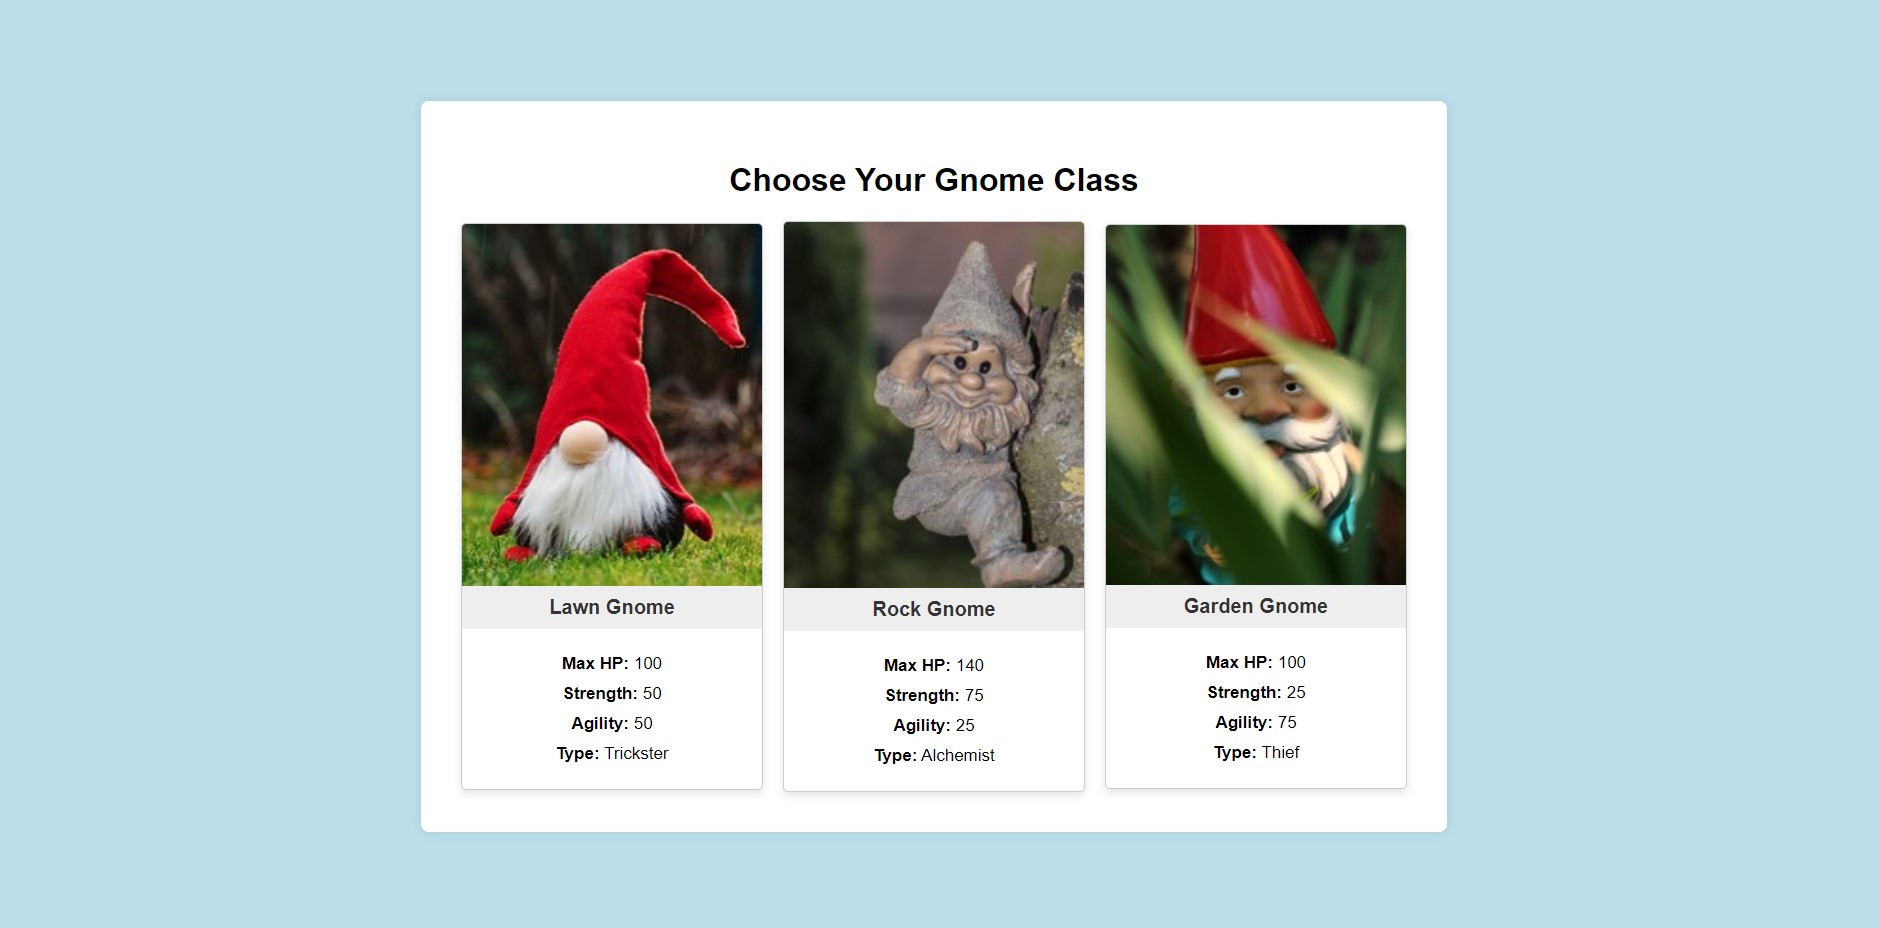 Choose Your Gnome Class
Lawn Gnome
Max HP: 100
Strength: 50
Agility: 50
Type: Trickster
Rock Gnome
Max HP: 140
Strength: 75
Agility: 25
Type: Alchemist
Garden Gnome
Max HP: 100
Strength: 25
Agility: 75
Type: Thief